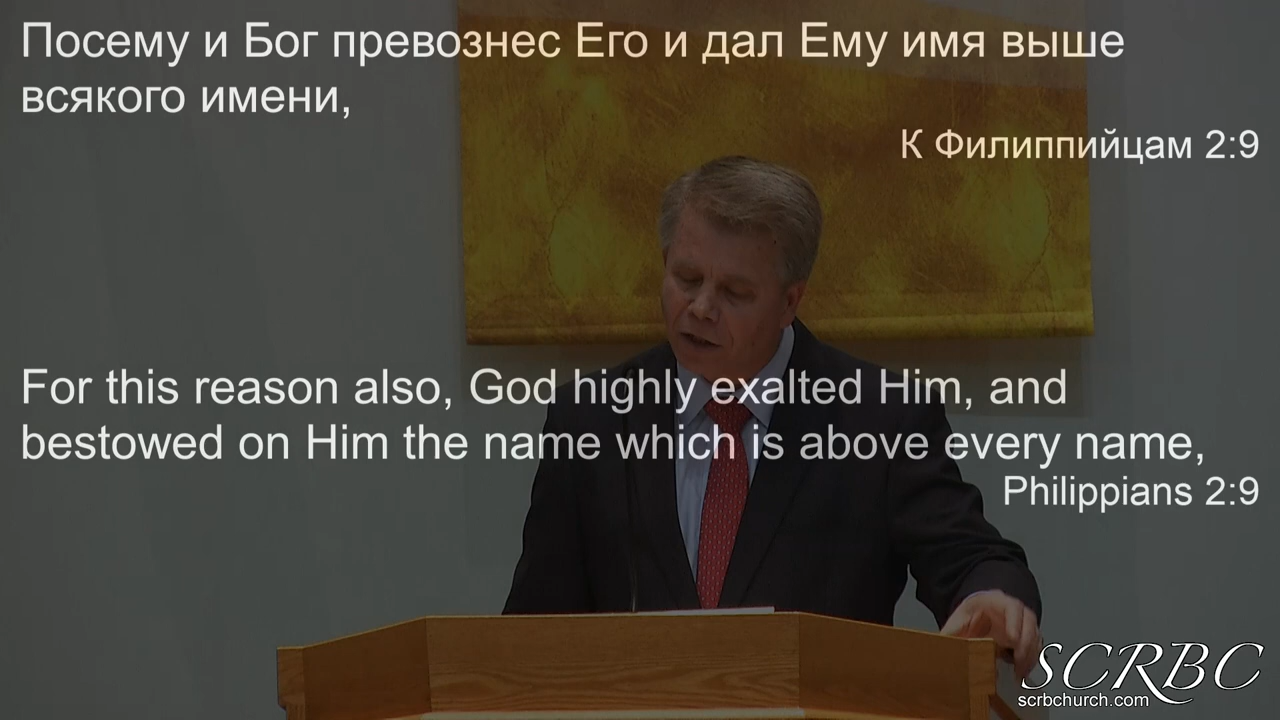 Посему и Бог превознес Его и дал Ему имя выше
всякого имени,
К Филиппийцам 2:9
For this reason also, God highly exalted Him, and
bestowed on Him the name which is above every name,
Philippians 2:9
SCRBC
scrbchurch.com